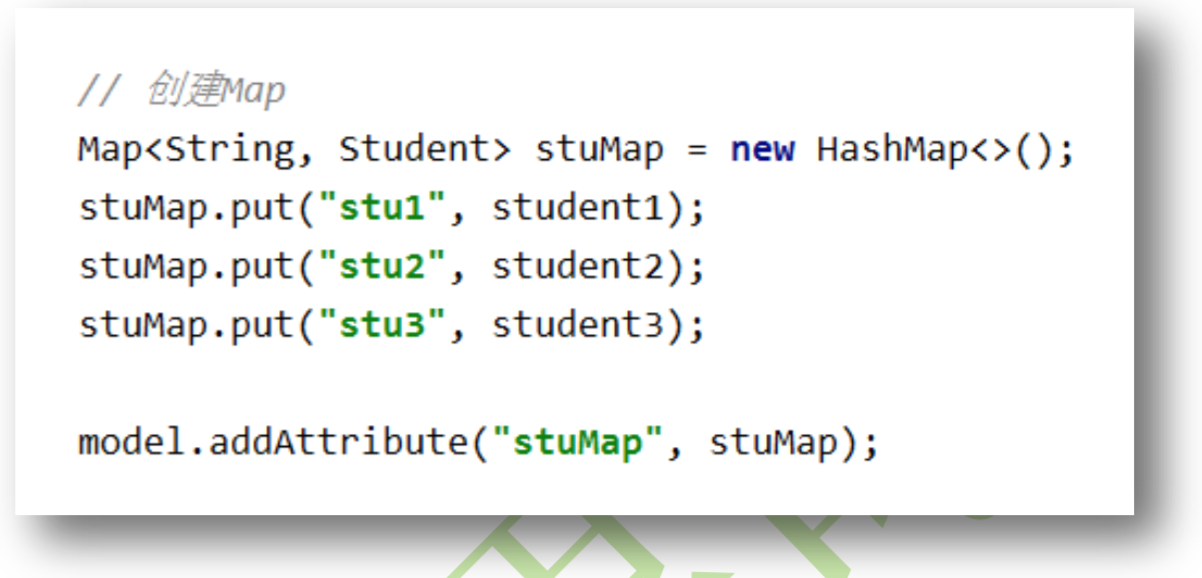 // 创建Map
Map<String, Student> stuMap = new HashMap<>();
stuMap.put("stu1", student1);
stuMap.put("stu2", student2);
stuMap.put("stu3", student3);
model.addAttribute("stuMap", stuMap);